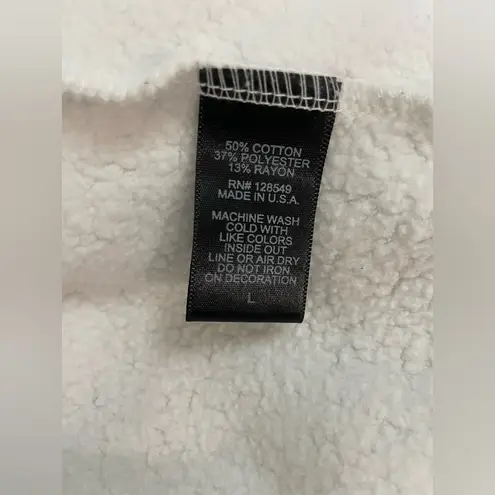 50% COTTON
37% POLYESTER
13% RAYON
RN# 128549
MADE IN U.S.A.
MACHINE WASH
COLD WITH
LIKE COLORS
INSIDE OUT
LINE OR AIR DRY
DO NOT IRON
ON DECORATION
L